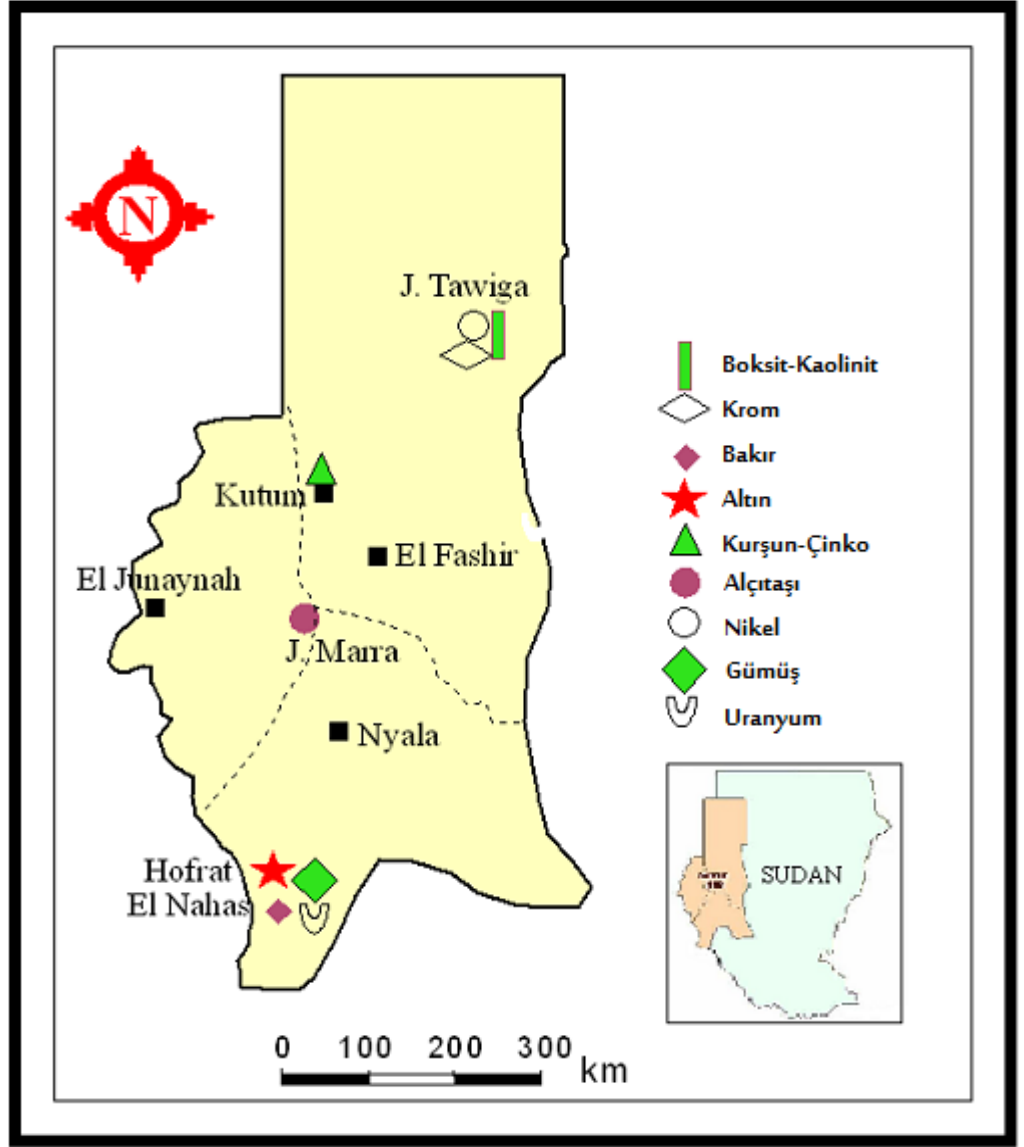 N
J. Tawiga
Kutum
El Fashir
El Junaynah
J. Marra
Nyala
Hofrat
El Nahas
Boksit-Kaolinit
Krom
Bakır
Altın
Kurşun-Çinko
Alçıtaşı
Nikel
Gümüş
Uranyum
SUDAN
0 100 200 300 km